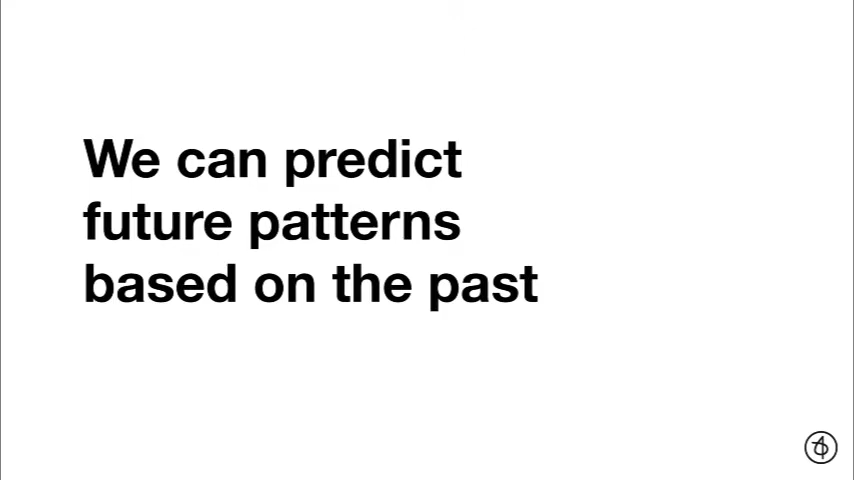 We can predict
future patterns
based on the past